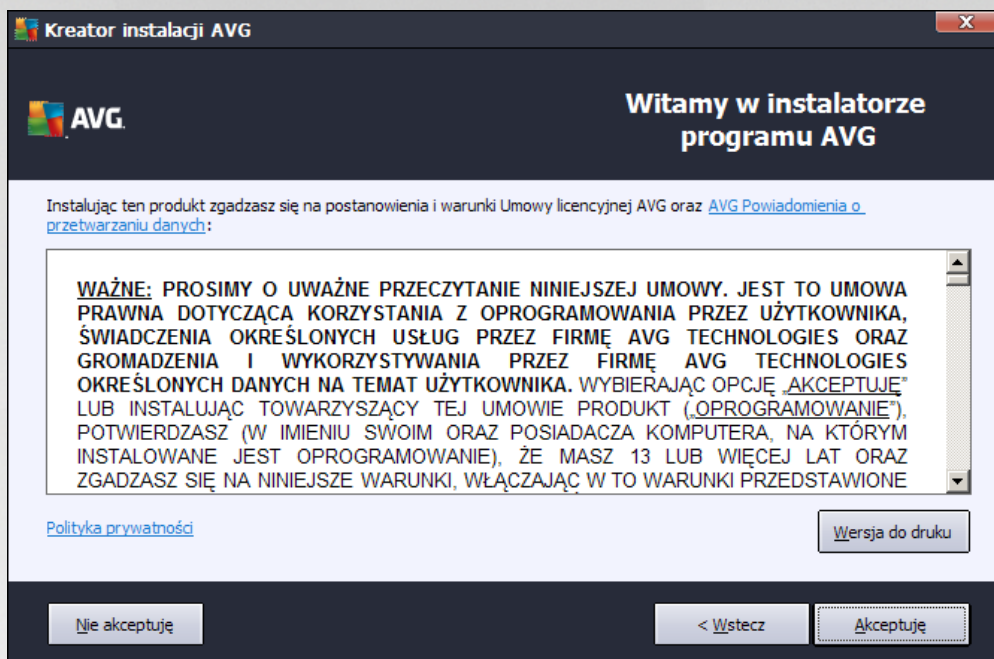 Kreator instalacji AVG
AVG.
Witamy w instalatorze
programu AVG
Instalując ten produkt zgadzasz się na postanowienia i warunki Umowy licencyjnej AVG oraz AVG Powiadomienia o
przetwarzaniu danych:
WAŻNE: PROSIMY O UWAŻNE PRZECZYTANIE NINIEJSZEJ UMOWY. JEST TO UMOWA
PRAWNA DOTYCZĄCA KORZYSTANIA Z OPROGRAMOWANIA PRZEZ UŻYTKOWNIKA,
ŚWIADCZENIA OKREŚLONYCH USŁUG PRZEZ FIRMĘ AVG TECHNOLOGIES ORAZ
GROMADZENIA I WYKORZYSTYWANIA PRZEZ FIRMĘ AVG TECHNOLOGIES
OKREŚLONYCH DANYCH NA TEMAT UŻYTKOWNIKA. WYBIERAJĄC OPCJĘ „AKCEPTUJĘ”
LUB INSTALUJĄC TOWARZYSZĄCY TEJ UMOWIE PRODUKT („OPROGRAMOWANIE”),
POTWIERDZASZ (W IMIENIU SWOIM ORAZ POSIADACZA KOMPUTERA, NA KTÓRYM
INSTALOWANE JEST OPROGRAMOWANIE), ŻE MASZ 13 LUB WIĘCEJ LAT ORAZ
ZGADZASZ SIĘ NA NINIEJSZE WARUNKI, WŁĄCZAJĄC W TO WARUNKI PRZEDSTAWIONE
Polityka prywatności
Wersja do druku
Nie akceptuję
< Wstecz
Akceptuję